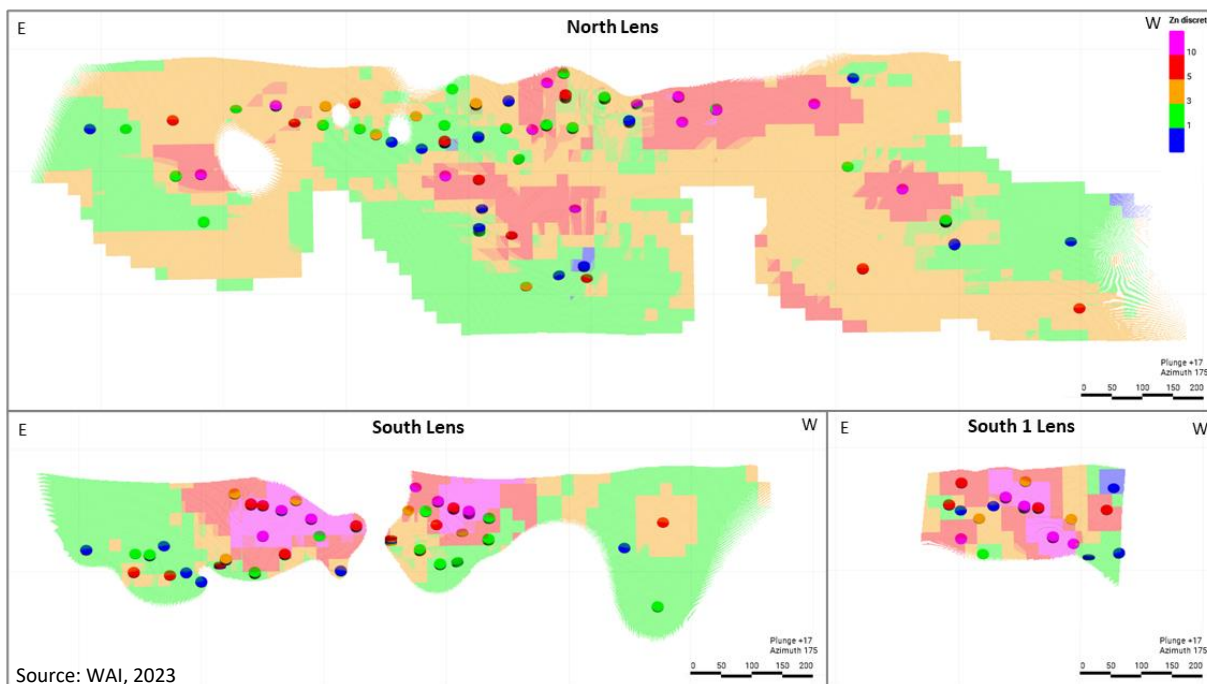 E
North Lens
W
Zn discret
10
5
3
1
Plunge +17
Azimuth 175
0 50 100 150 200
E
South Lens
W
Plunge +17
Azimuth 175
0 50 100 150 200
Source: WAI, 2023
E
South 1 Lens
W
Plunge +17
Azimuth 175
0 50 100 150 200